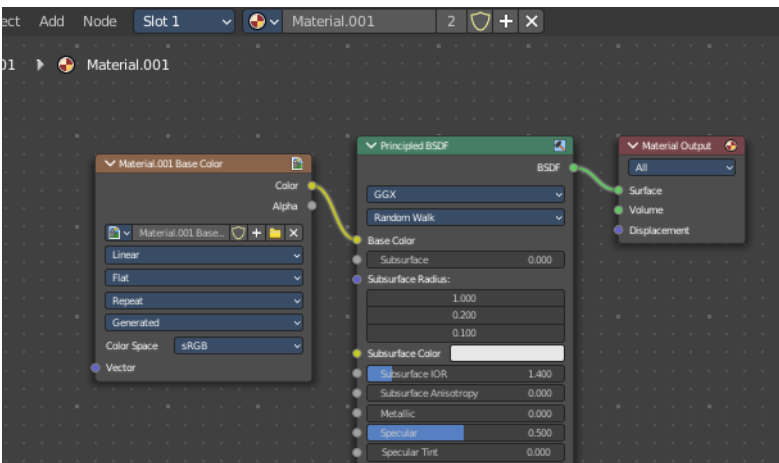 ect Add Node Slot 1 Material.001 2
01 Material.001
Material.001 Base Color
Color
Alpha
Material.001 Base...
Linear
Flat
Repeat
Generated
Color Space sRGB
Vector
Principled BSDF
BSDF
GGX
Random Walk
Base Color
Subsurface 0.000
Subsurface Radius:
1.000
0.200
0.100
Subsurface Color
Subsurface IOR 1.400
Subsurface Anisotropy 0.000
Metallic 0.000
Specular 0.500
Specular Tint 0.000
Material Output
All
Surface
Volume
Displacement